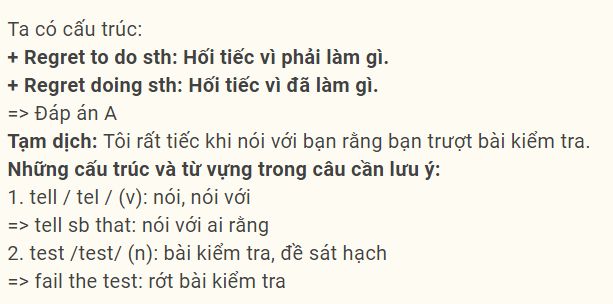 Ta có cấu trúc:
+ Regret to do sth: Hối tiếc vì phải làm gì.
+ Regret doing sth: Hối tiếc vì đã làm gì.
=> Đáp án A
Tạm dịch: Tôi rất tiếc khi nói với bạn rằng bạn trượt bài kiểm tra.
Những cấu trúc và từ vựng trong câu cần lưu ý:
1. tell / tel / (v): nói, nói với
=> tell sb that: nói với ai rằng
2. test /test/ (n): bài kiểm tra, đề sát hạch
=> fail the test: rớt bài kiểm tra